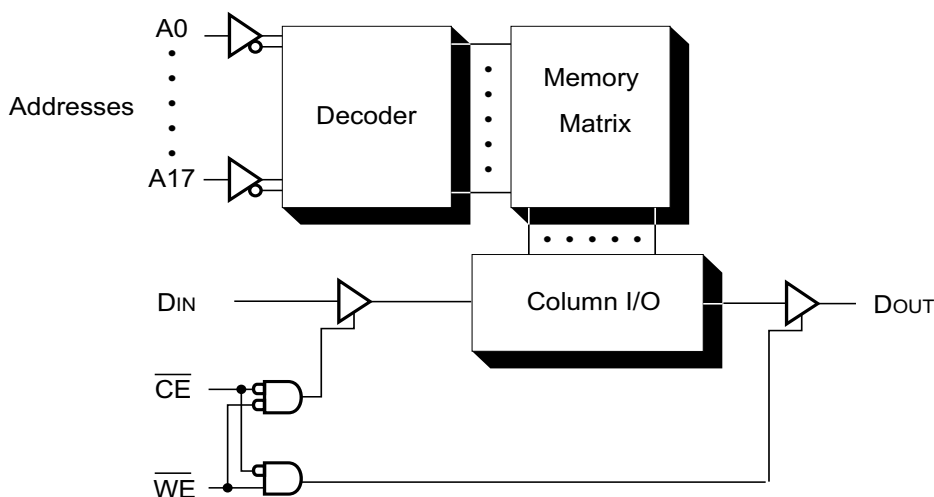 A0
Addresses
A17
Decoder
Memory
Matrix
DIN
Column I/O
DOUT
CE
WE